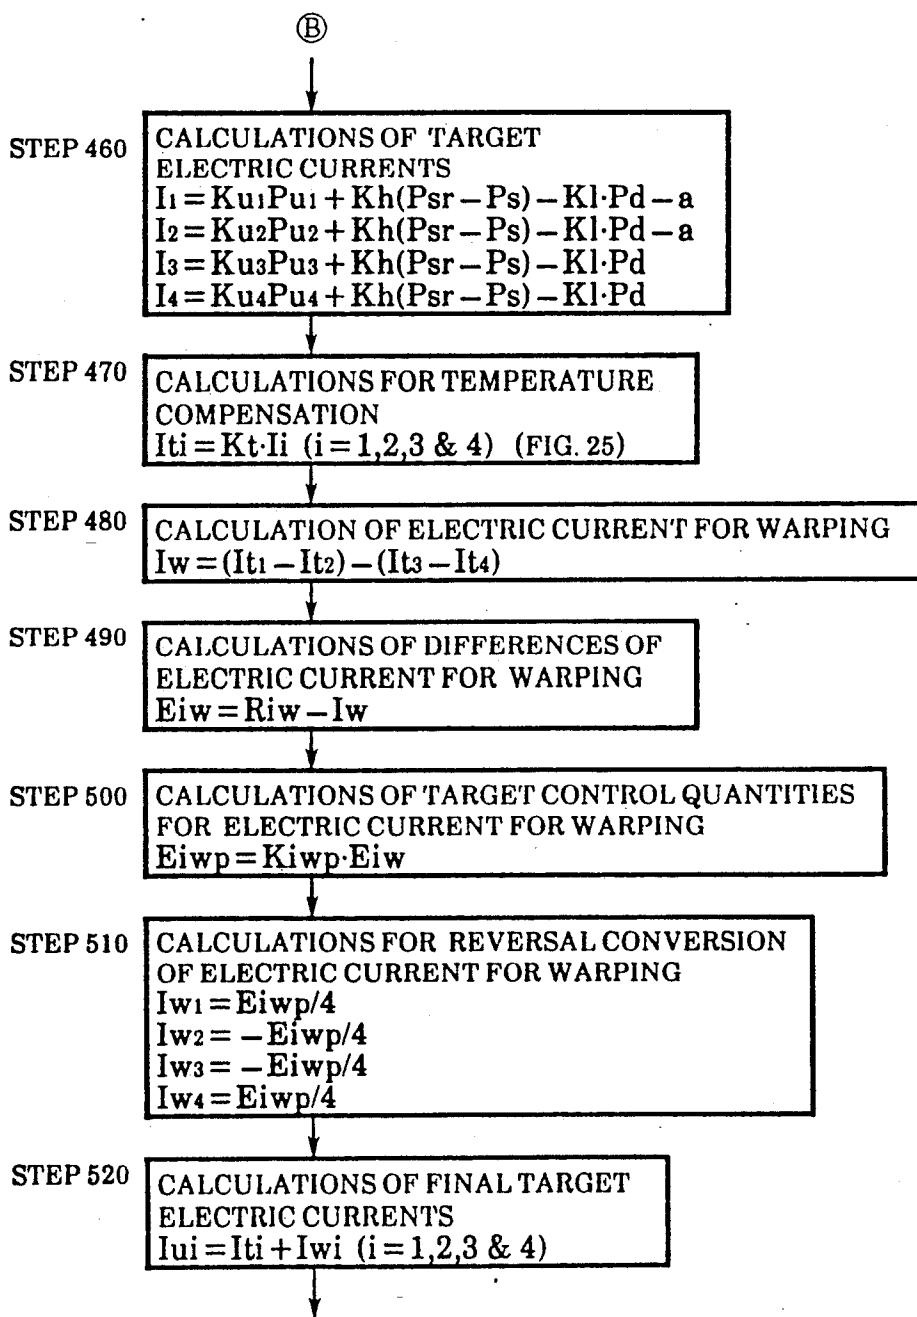 Ⓑ
STEP 460
CALCULATIONS OF TARGET
ELECTRIC CURRENTS
I1=Ku1Pu1+Kh(Psr−Ps)−Kl·Pd−a
I2=Ku2Pu2+Kh(Psr−Ps)−Kl·Pd−a
I3=Ku3Pu3+Kh(Psr−Ps)−Kl·Pd
I4=Ku4Pu4+Kh(Psr−Ps)−Kl·Pd
STEP 470
CALCULATIONS FOR TEMPERATURE
COMPENSATION
Iti=Kt·Ii (i=1,2,3 & 4) (FIG. 25)
STEP 480
CALCULATION OF ELECTRIC CURRENT FOR WARPING
Iw=(It1−It2)−(It3−It4)
STEP 490
CALCULATIONS OF DIFFERENCES OF
ELECTRIC CURRENT FOR WARPING
Eiw=Riw−Iw
STEP 500
CALCULATIONS OF TARGET CONTROL QUANTITIES
FOR ELECTRIC CURRENT FOR WARPING
Eiwp=Kiwp·Eiw
STEP 510
CALCULATIONS FOR REVERSAL CONVERSION
OF ELECTRIC CURRENT FOR WARPING
Iw1=Eiwp/4
Iw2=−Eiwp/4
Iw3=−Eiwp/4
Iw4=Eiwp/4
STEP 520
CALCULATIONS OF FINAL TARGET
ELECTRIC CURRENTS
Iui=Iti+Iwi (i=1,2,3 & 4)